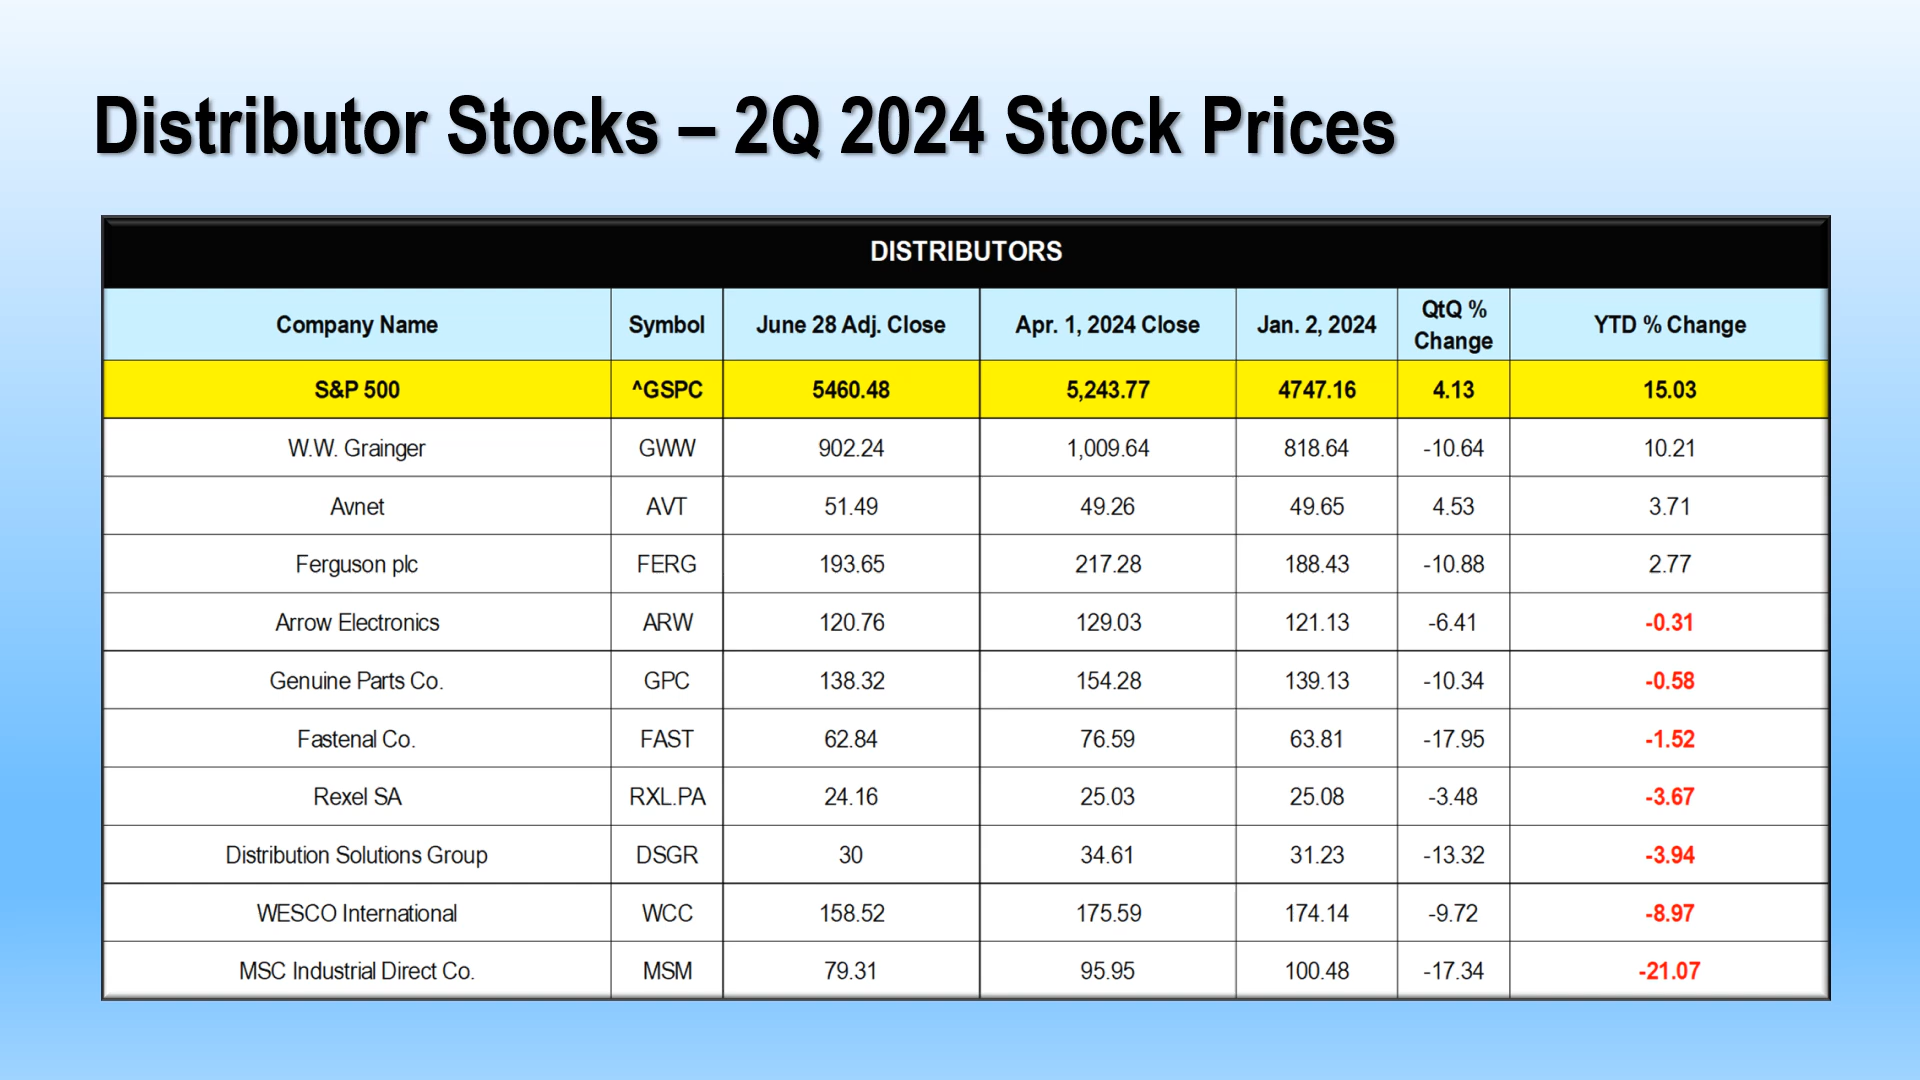 Distributor Stocks – 2Q 2024 Stock Prices
DISTRIBUTORS
Company Name Symbol June 28 Adj. Close Apr. 1, 2024 Close Jan. 2, 2024 QtQ % Change YTD % Change
S&P 500 ^GSPC 5460.48 5,243.77 4747.16 4.13 15.03
W.W. Grainger GWW 902.24 1,009.64 818.64 -10.64 10.21
Avnet AVT 51.49 49.26 49.65 4.53 3.71
Ferguson plc FERG 193.65 217.28 188.43 -10.88 2.77
Arrow Electronics ARW 120.76 129.03 121.13 -6.41 -0.31
Genuine Parts Co. GPC 138.32 154.28 139.13 -10.34 -0.58
Fastenal Co. FAST 62.84 76.59 63.81 -17.95 -1.52
Rexel SA RXL.PA 24.16 25.03 25.08 -3.48 -3.67
Distribution Solutions Group DSGR 30 34.61 31.23 -13.32 -3.94
WESCO International WCC 158.52 175.59 174.14 -9.72 -8.97
MSC Industrial Direct Co. MSM 79.31 95.95 100.48 -17.34 -21.07